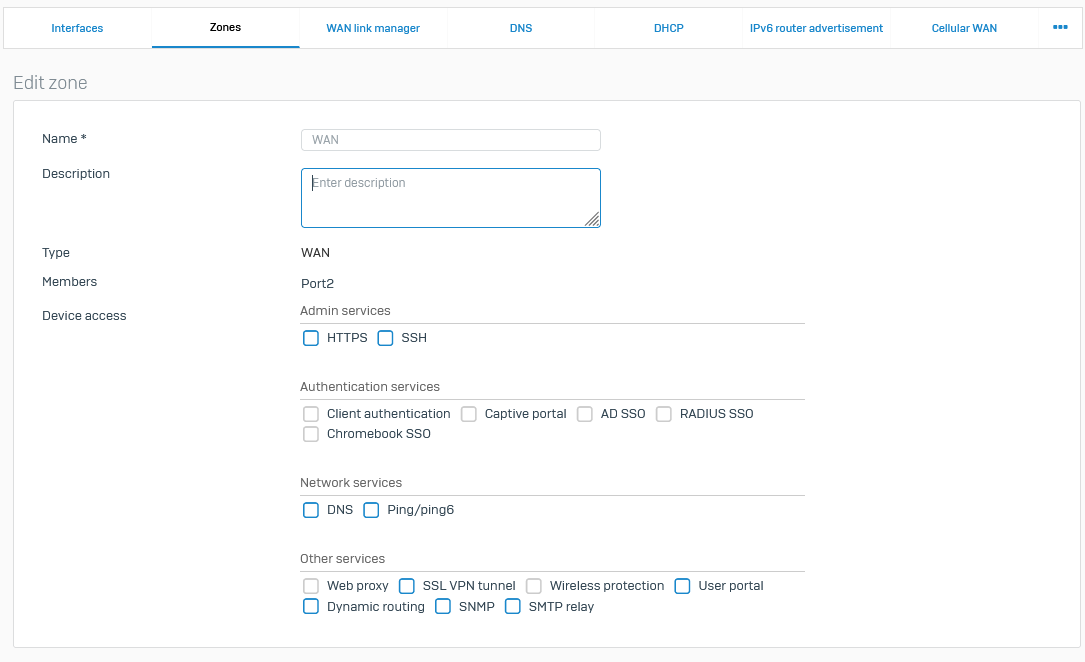 Interfaces Zones WAN link manager DNS DHCP IPv6 router advertisement Cellular WAN •••
Edit zone
Name * WAN
Description Enter description
Type WAN
Members Port2
Device access Admin services
HTTPS SSH
Authentication services
Client authentication Captive portal AD SSO RADIUS SSO
Chromebook SSO
Network services
DNS Ping/ping6
Other services
Web proxy SSL VPN tunnel Wireless protection User portal
Dynamic routing SNMP SMTP relay